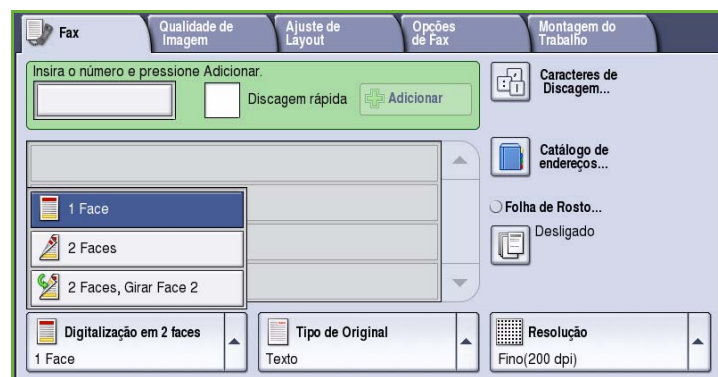 Fax
Qualidade de
Imagem
Ajuste de
Layout
Opções
de Fax
Montagem do
Trabalho
Insira o número e pressione Adicionar.
Discagem rápida
Adicionar
Caracteres de
Discagem...
Catálogo de
endereços...
1 Face
2 Faces
2 Faces, Girar Face 2
Folha de Rosto...
Desligado
Digitalização em 2 faces
1 Face
Tipo de Original
Texto
Resolução
Fino(200 dpi)